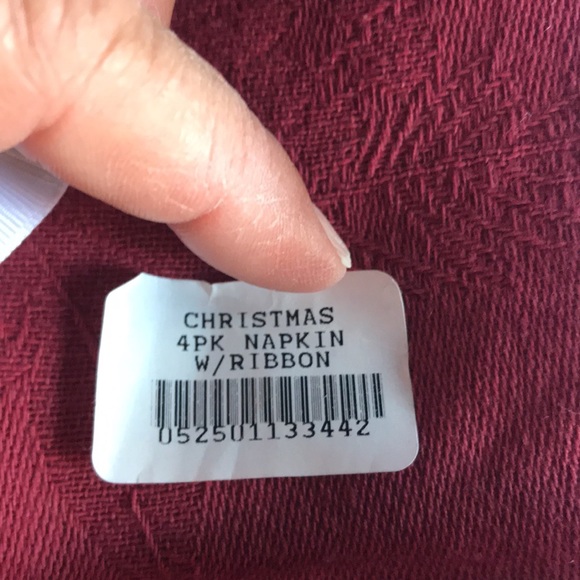 CHRISTMAS
4PK NAPKIN
W/RIBBON
052501133442